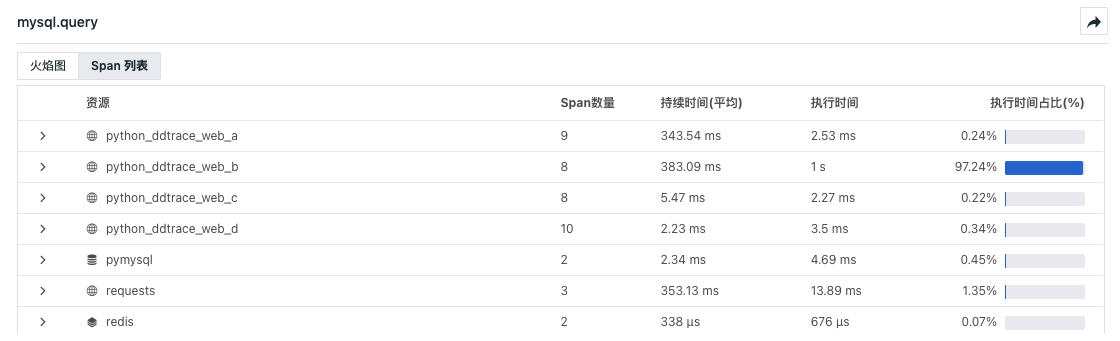 mysql.query
火焰图 Span 列表
资源 Span数量 持续时间(平均) 执行时间 执行时间占比(%)
python_ddtrace_web_a 9 343.54 ms 2.53 ms 0.24%
python_ddtrace_web_b 8 383.09 ms 1 s 97.24%
python_ddtrace_web_c 8 5.47 ms 2.27 ms 0.22%
python_ddtrace_web_d 10 2.23 ms 3.5 ms 0.34%
pymysql 2 2.34 ms 4.69 ms 0.45%
requests 3 353.13 ms 13.89 ms 1.35%
redis 2 338 μs 676 μs 0.07%